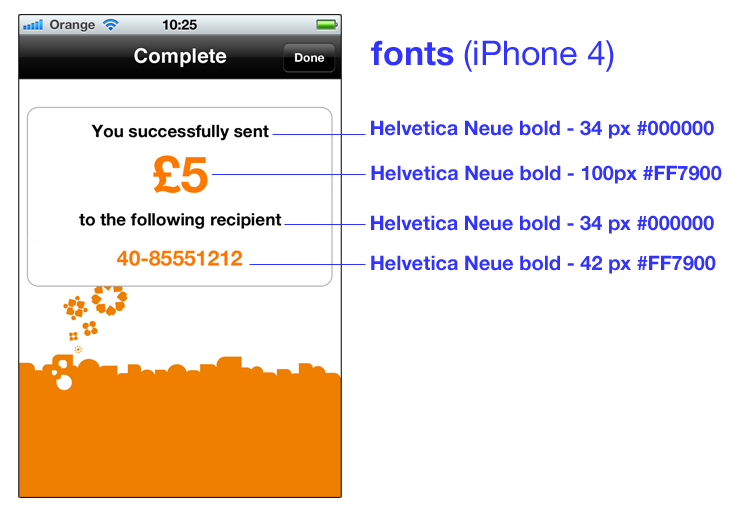 Orange 10:25
Complete Done
fonts (iPhone 4)
You successfully sent
Helvetica Neue bold - 34 px #000000
£5
Helvetica Neue bold - 100px #FF7900
to the following recipient
Helvetica Neue bold - 34 px #000000
40-85551212
Helvetica Neue bold - 42 px #FF7900